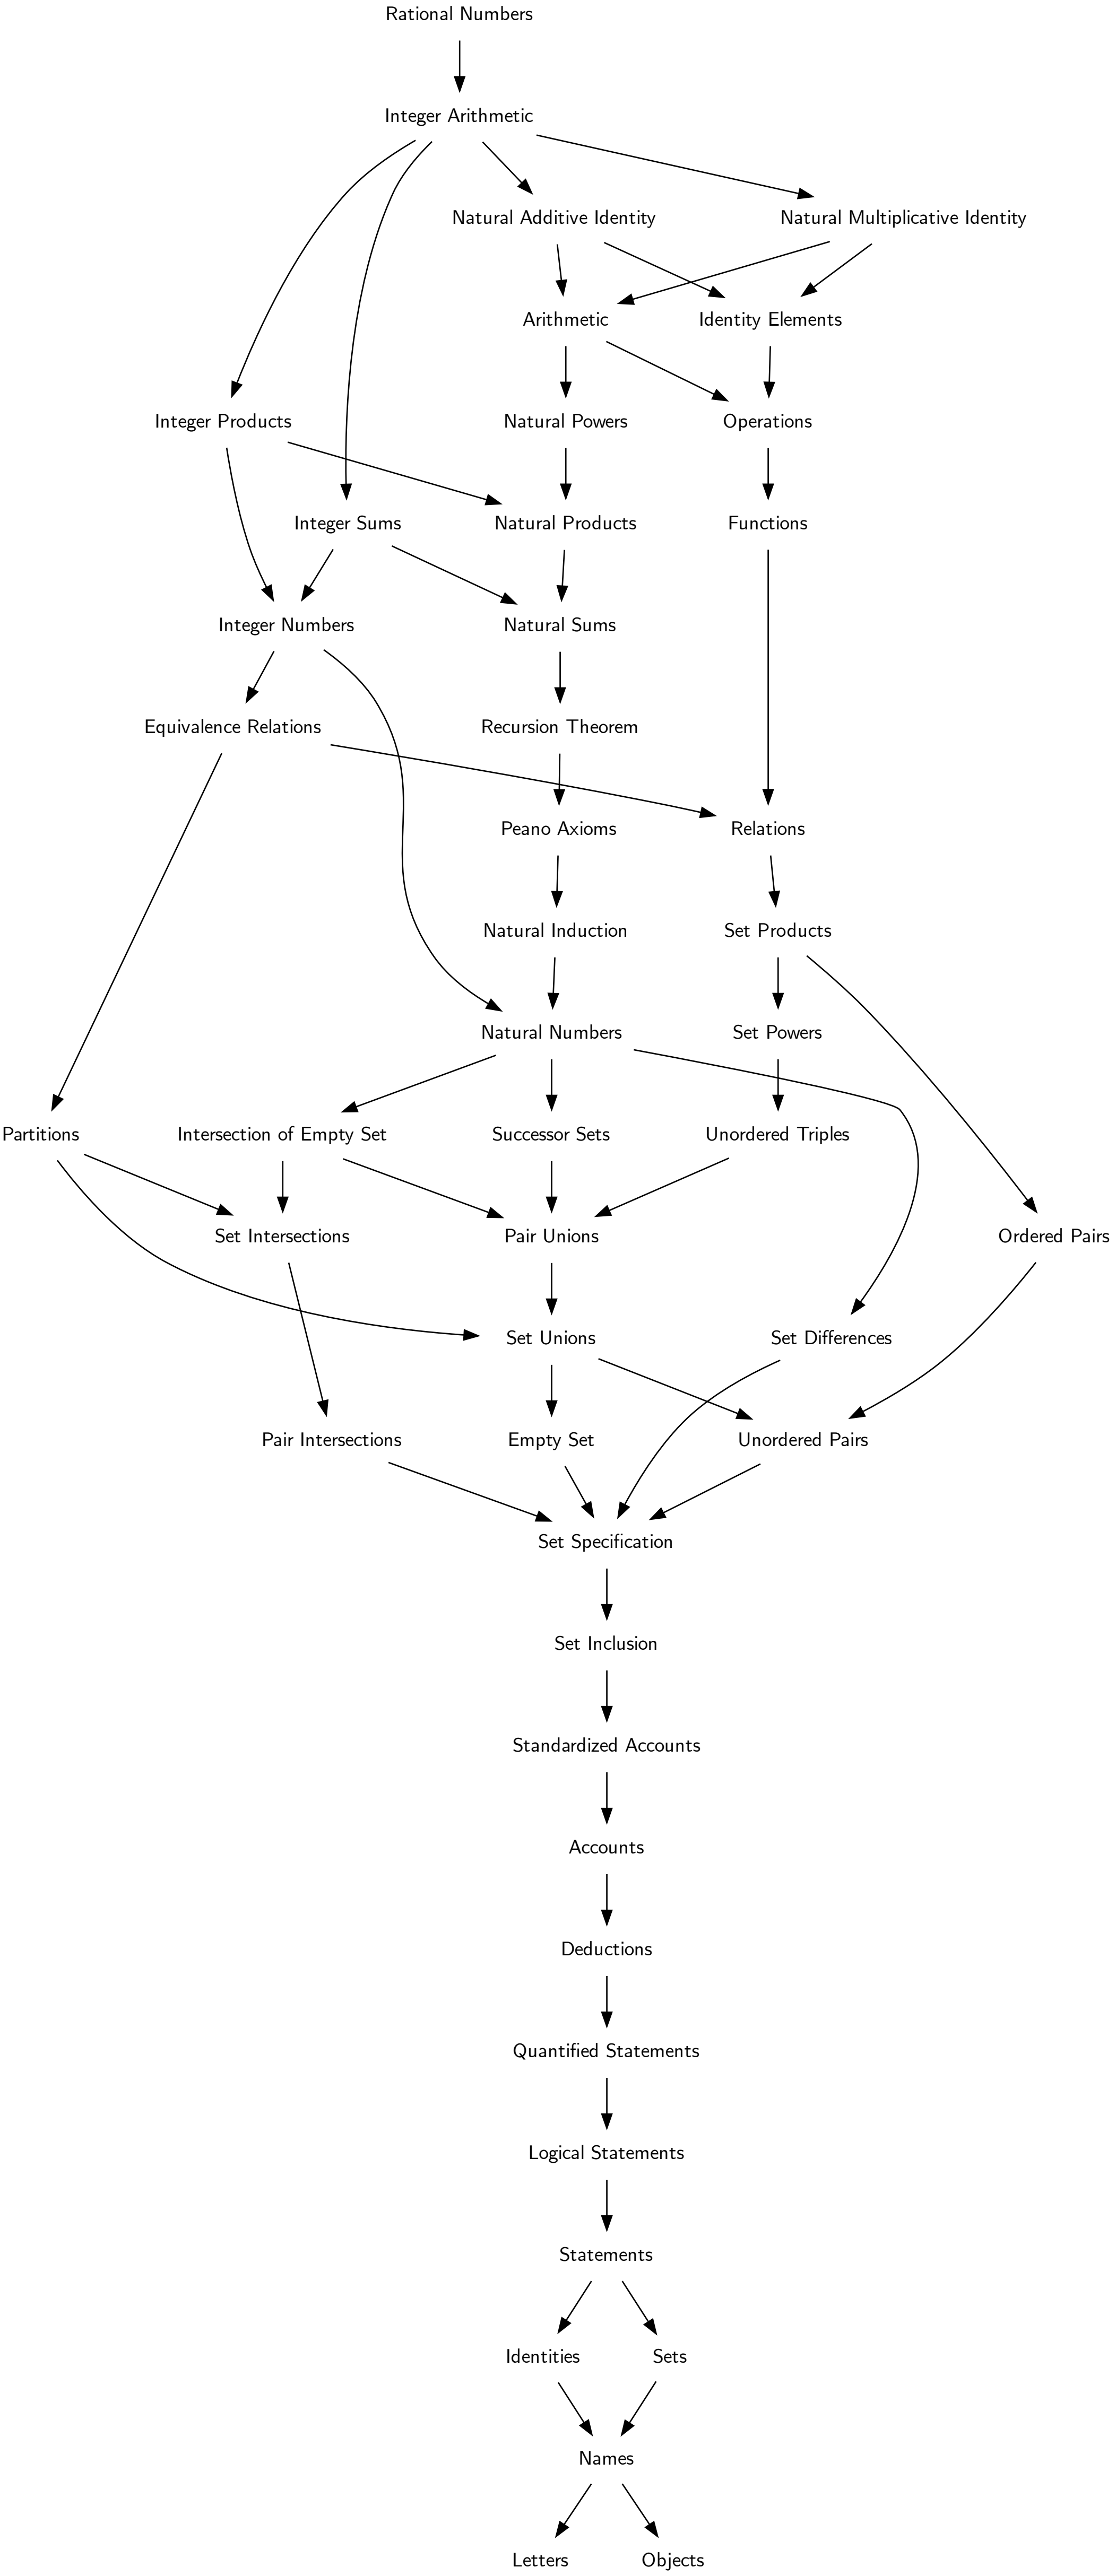 Rational Numbers
Integer Arithmetic
Natural Additive Identity
Natural Multiplicative Identity
Arithmetic
Identity Elements
Integer Products
Natural Powers
Operations
Integer Sums
Natural Products
Functions
Integer Numbers
Natural Sums
Equivalence Relations
Recursion Theorem
Peano Axioms
Relations
Natural Induction
Set Products
Natural Numbers
Set Powers
Partitions
Intersection of Empty Set
Successor Sets
Unordered Triples
Set Intersections
Pair Unions
Ordered Pairs
Set Unions
Set Differences
Pair Intersections
Empty Set
Unordered Pairs
Set Specification
Set Inclusion
Standardized Accounts
Accounts
Deductions
Quantified Statements
Logical Statements
Statements
Identities
Sets
Names
Letters
Objects